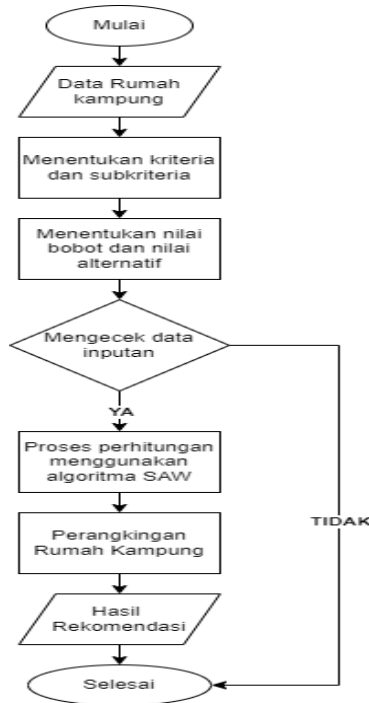 Mulai
Data Rumah
kampung
Menentukan kriteria
dan subkriteria
Menentukan nilai
bobot dan nilai
alternatif
Mengecek data
inputan
YA
Proses perhitungan
menggunakan
algoritma SAW
TIDAK
Perangkingan
Rumah Kampung
Hasil
Rekomendasi
Selesai